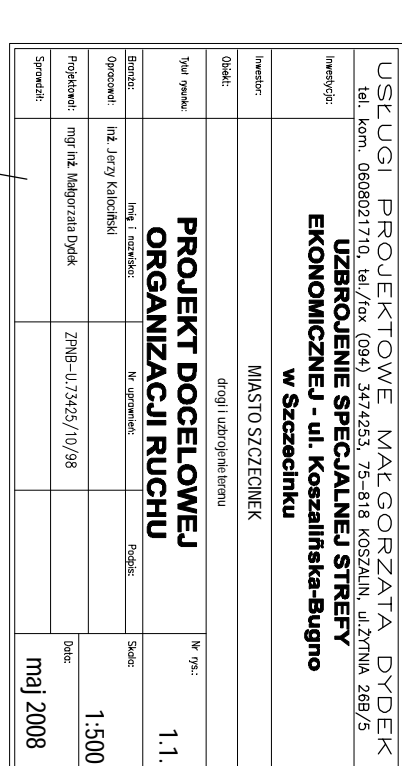 USŁUGI PROJEKTOWE MAŁGORZATA DYDEK
tel. kom. 0608021710, tel./fax (094) 3474253, 75-818 KOSZALIN, ul.ŻYTNIA 26B/5
Inwestycja:
UZBROJENIE SPECJALNEJ STREFY
EKONOMICZNEJ - ul. Koszalińska-Bugno
w Szczecinku
Inwestor:
MIASTO SZCZECINEK
Obiekt:
drogi i uzbrojenie terenu
Tytuł rysunku:
PROJEKT DOCELOWEJ
ORGANIZACJI RUCHU
Nr rys.:
1.1.
Branża:
Imię i nazwisko:
Nr uprawnień:
Podpis:
Skala:
1:500
Opracował:
inż. Jerzy Kalociński
Projektował:
mgr inż. Małgorzata Dydek
ZPNB-U.73425/10/98
Data:
maj 2008
Sprawdził: